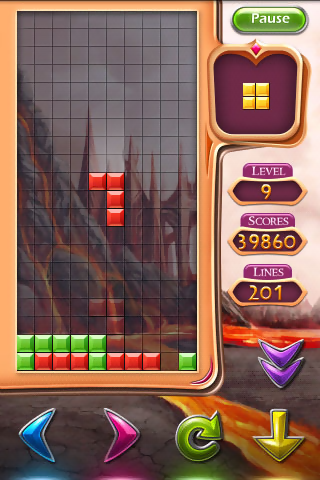 Pause
LEVEL
9
SCORES
39860
LINES
201